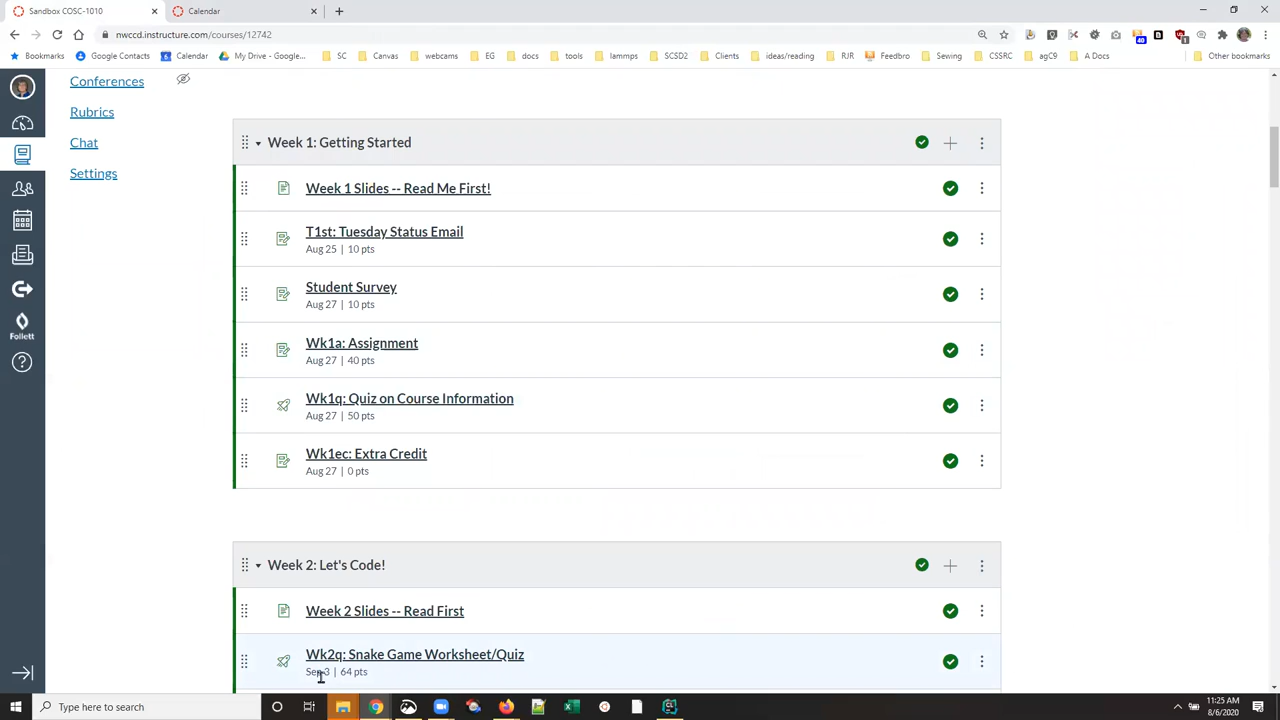 Sandbox COSC-1010
Calendar
nwccd.instructure.com/courses/12742
Bookmarks
Google Contacts
Calendar
My Drive - Google...
SC
Canvas
webcams
EG
docs
tools
lammps
SCSD2
Clients
ideas/reading
RJR
Feedbro
Sewing
CSSRC
agC9
A Docs
Other bookmarks
40
1
Conferences
Rubrics
Chat
Settings
Follett
Week 1: Getting Started
Week 1 Slides -- Read Me First!
T1st: Tuesday Status Email
Aug 25 | 10 pts
Student Survey
Aug 27 | 10 pts
Wk1a: Assignment
Aug 27 | 40 pts
Wk1q: Quiz on Course Information
Aug 27 | 50 pts
Wk1ec: Extra Credit
Aug 27 | 0 pts
Week 2: Let's Code!
Week 2 Slides -- Read First
Wk2q: Snake Game Worksheet/Quiz
Sep 3 | 64 pts
Type here to search
11:25 AM
8/6/2020